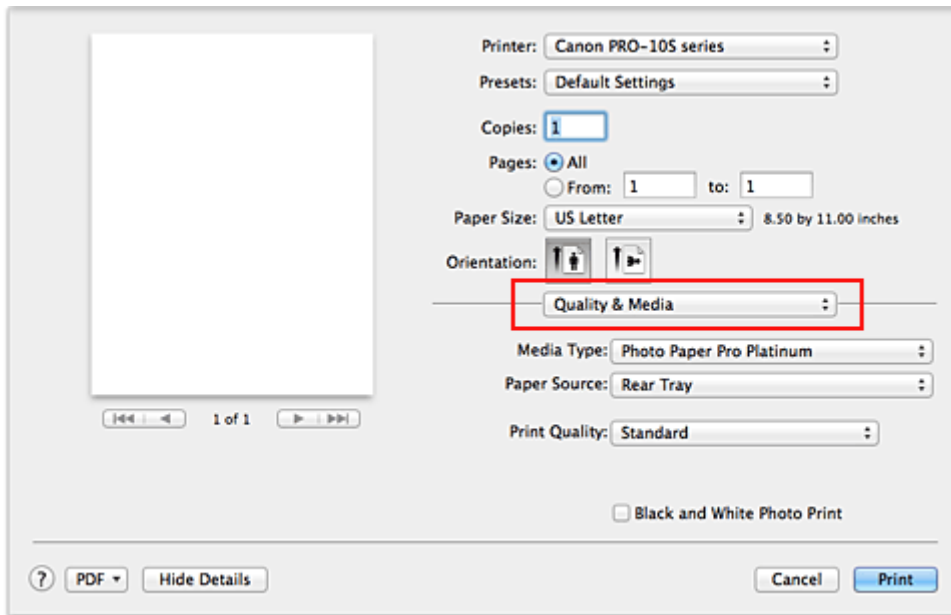 Printer: Canon PRO-10S series
Presets: Default Settings
Copies: 1
Pages: All
From: 1 to: 1
Paper Size: US Letter 8.50 by 11.00 inches
Orientation:
Quality & Media
Media Type: Photo Paper Pro Platinum
Paper Source: Rear Tray
1 of 1
Print Quality: Standard
Black and White Photo Print
? PDF Hide Details Cancel Print